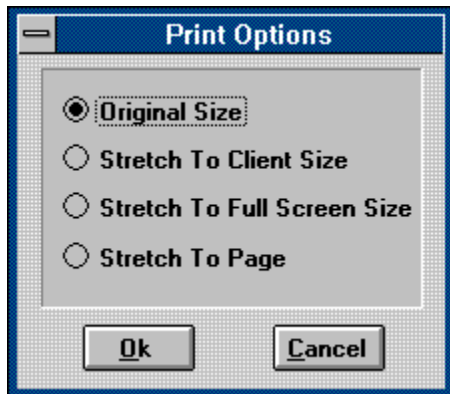 Print Options
Original Size
Stretch To Client Size
Stretch To Full Screen Size
Stretch To Page
Ok
Cancel